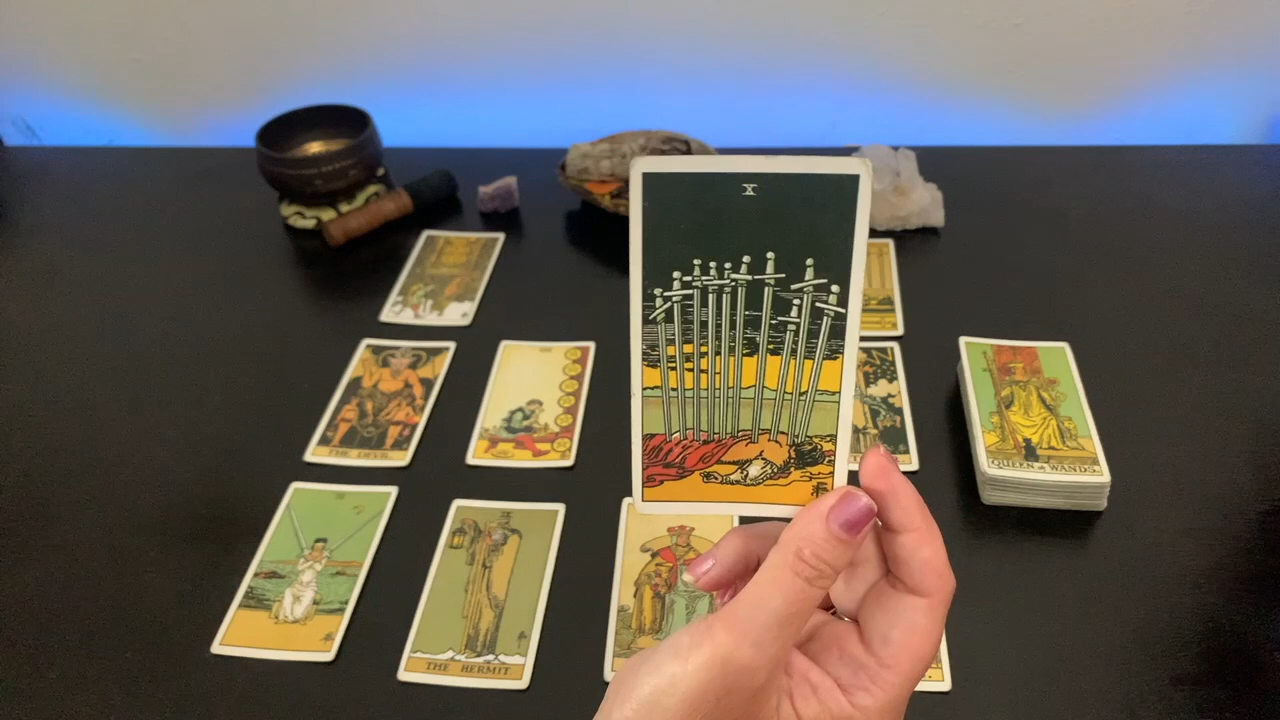 X
THE DEVIL.
QUEEN of WANDS.
THE HERMIT